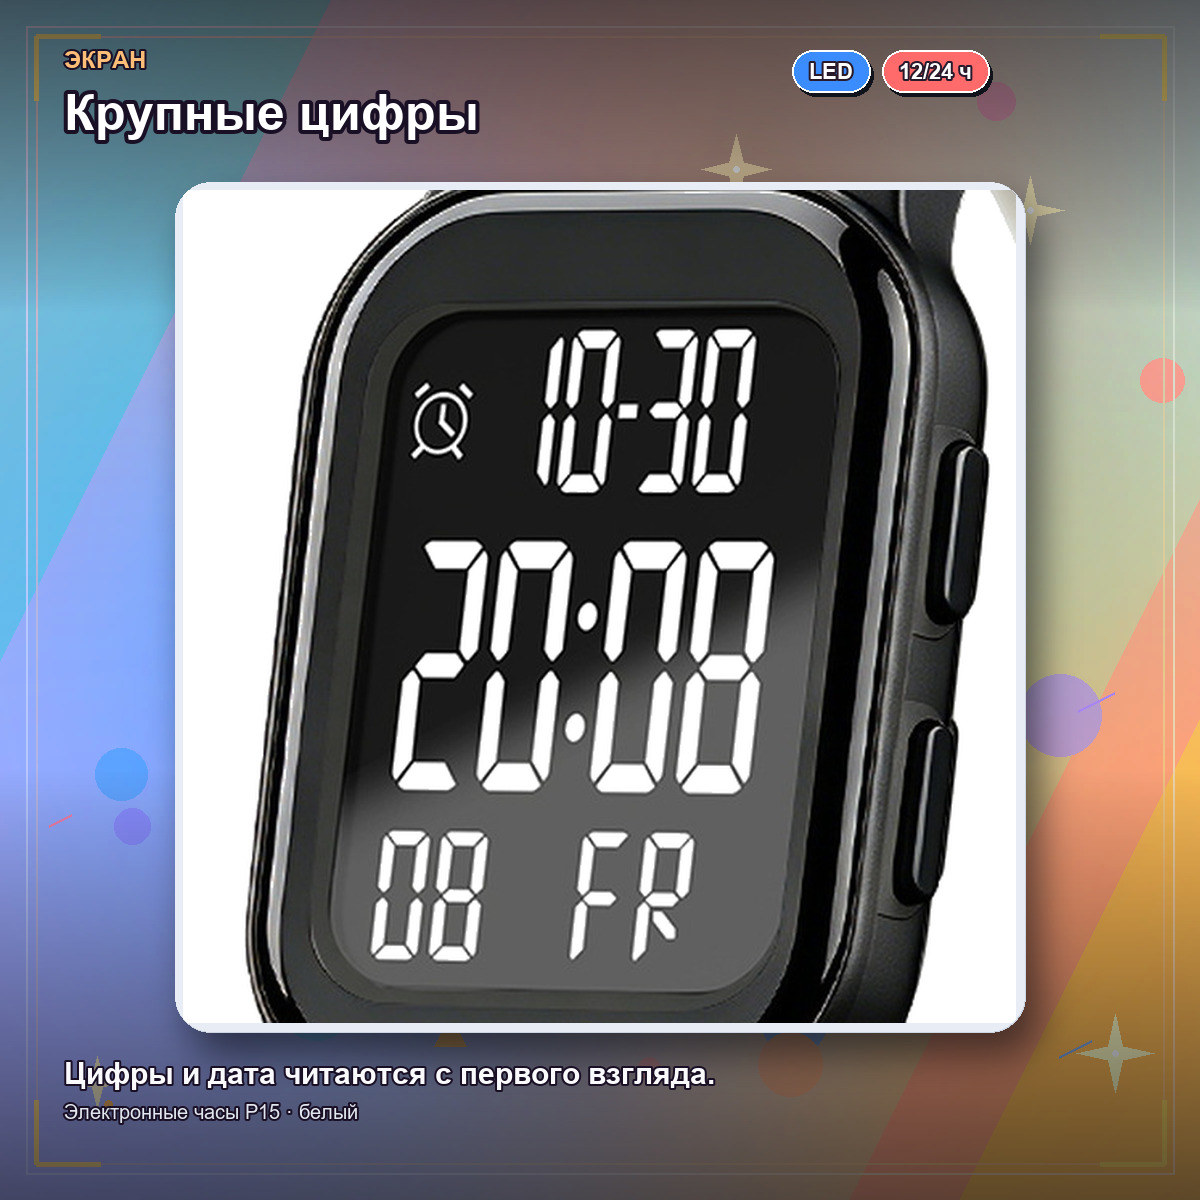 ЭКРАН
Крупные цифры
LED
12/24 ч
10-30
20:08
08 FR
Цифры и дата читаются с первого взгляда.
Электронные часы P15 · белый